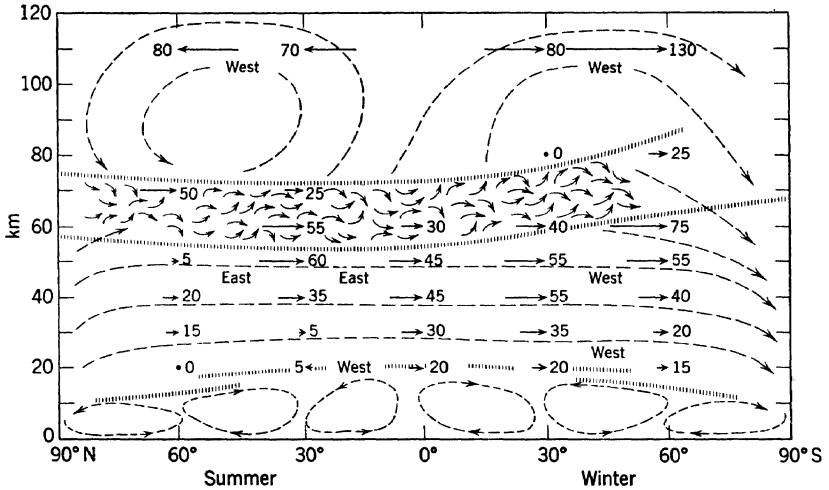 120
80 70 80 130
West West
100
80 0 25
50 25
km
60 55 30 40 75
5 60 45 55 55
East East West
40 20 35 45 55 40
15 5 30 35 20
West
20 0 5 West 20 20 15
0
90° N 60° 30° 0° 30° 60° 90° S
Summer Winter